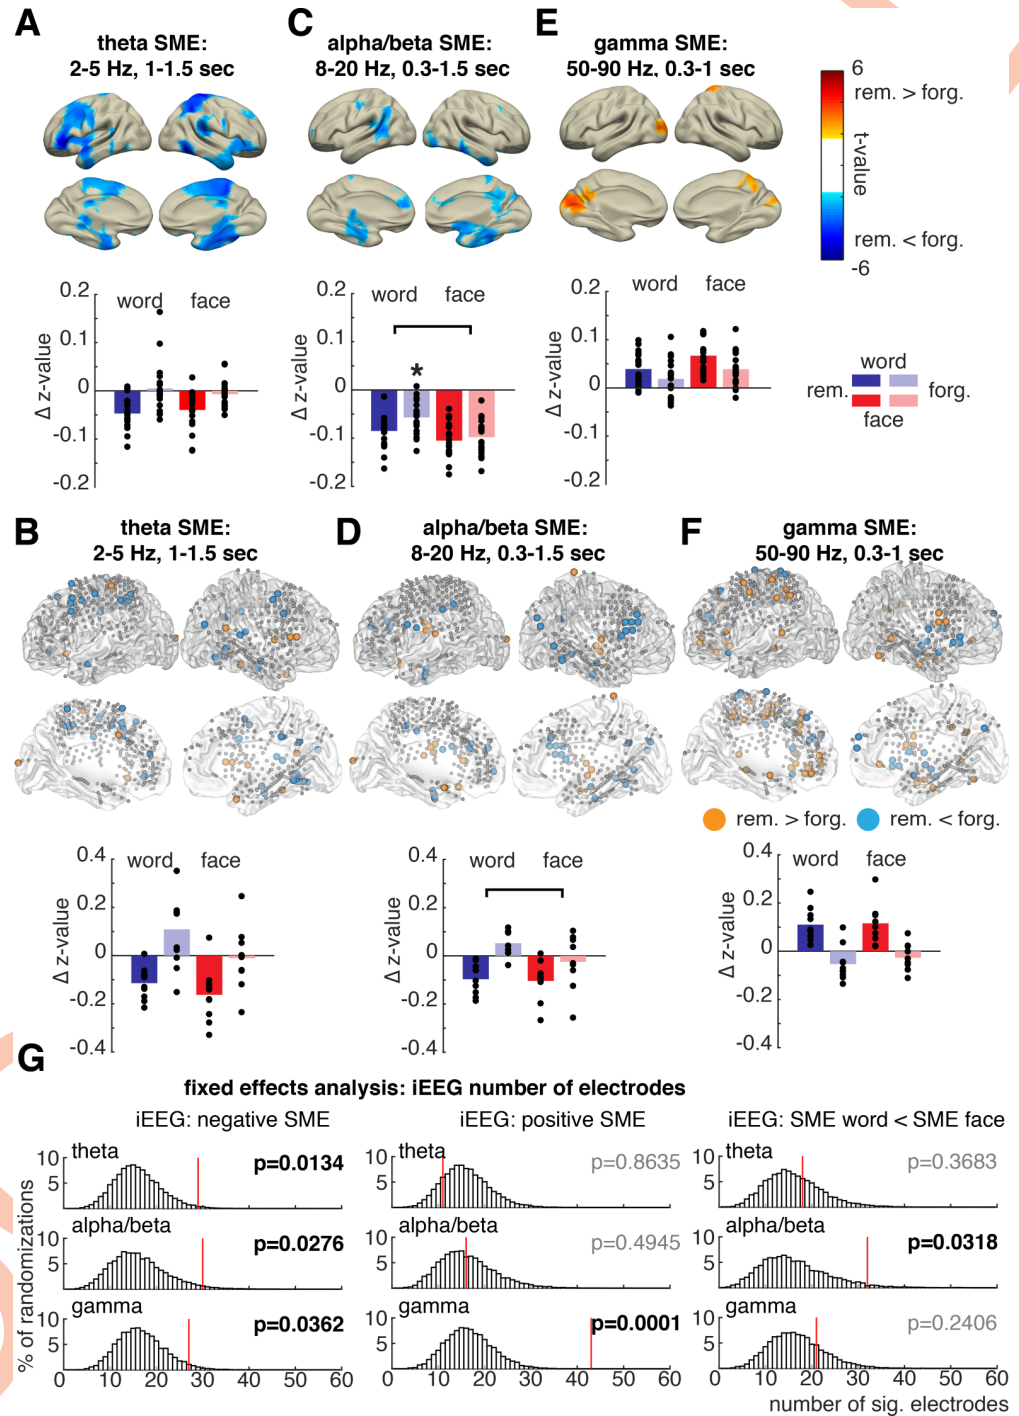 A
theta SME:
2-5 Hz, 1-1.5 sec
C
alpha/beta SME:
8-20 Hz, 0.3-1.5 sec
E
gamma SME:
50-90 Hz, 0.3-1 sec
6
rem. > forg.
t-value
rem. < forg.
-6
0.2
0.1
0
-0.1
-0.2
Δ z-value
word face
0.2
0.1
0
-0.1
-0.2
Δ z-value
word face
*
0.2
0.1
0
-0.1
-0.2
Δ z-value
word face
word
rem. forg.
face
B
theta SME:
2-5 Hz, 1-1.5 sec
D
alpha/beta SME:
8-20 Hz, 0.3-1.5 sec
F
gamma SME:
50-90 Hz, 0.3-1 sec
rem. > forg. rem. < forg.
0.4
0.2
0
-0.2
-0.4
Δ z-value
word face
0.4
0.2
0
-0.2
-0.4
Δ z-value
word face
0.4
0.2
0
-0.2
-0.4
Δ z-value
word face
G
fixed effects analysis: iEEG number of electrodes
iEEG: negative SME iEEG: positive SME iEEG: SME word < SME face
% of randomizations
theta theta theta
10 10 10
5 5 5
p=0.0134 p=0.8635 p=0.3683
alpha/beta alpha/beta alpha/beta
10 10 10
5 5 5
p=0.0276 p=0.4945 p=0.0318
gamma gamma gamma
10 10 10
5 5 5
p=0.0362 p=0.0001 p=0.2406
0 10 20 30 40 50 60 0 10 20 30 40 50 60 0 10 20 30 40 50 60
number of sig. electrodes